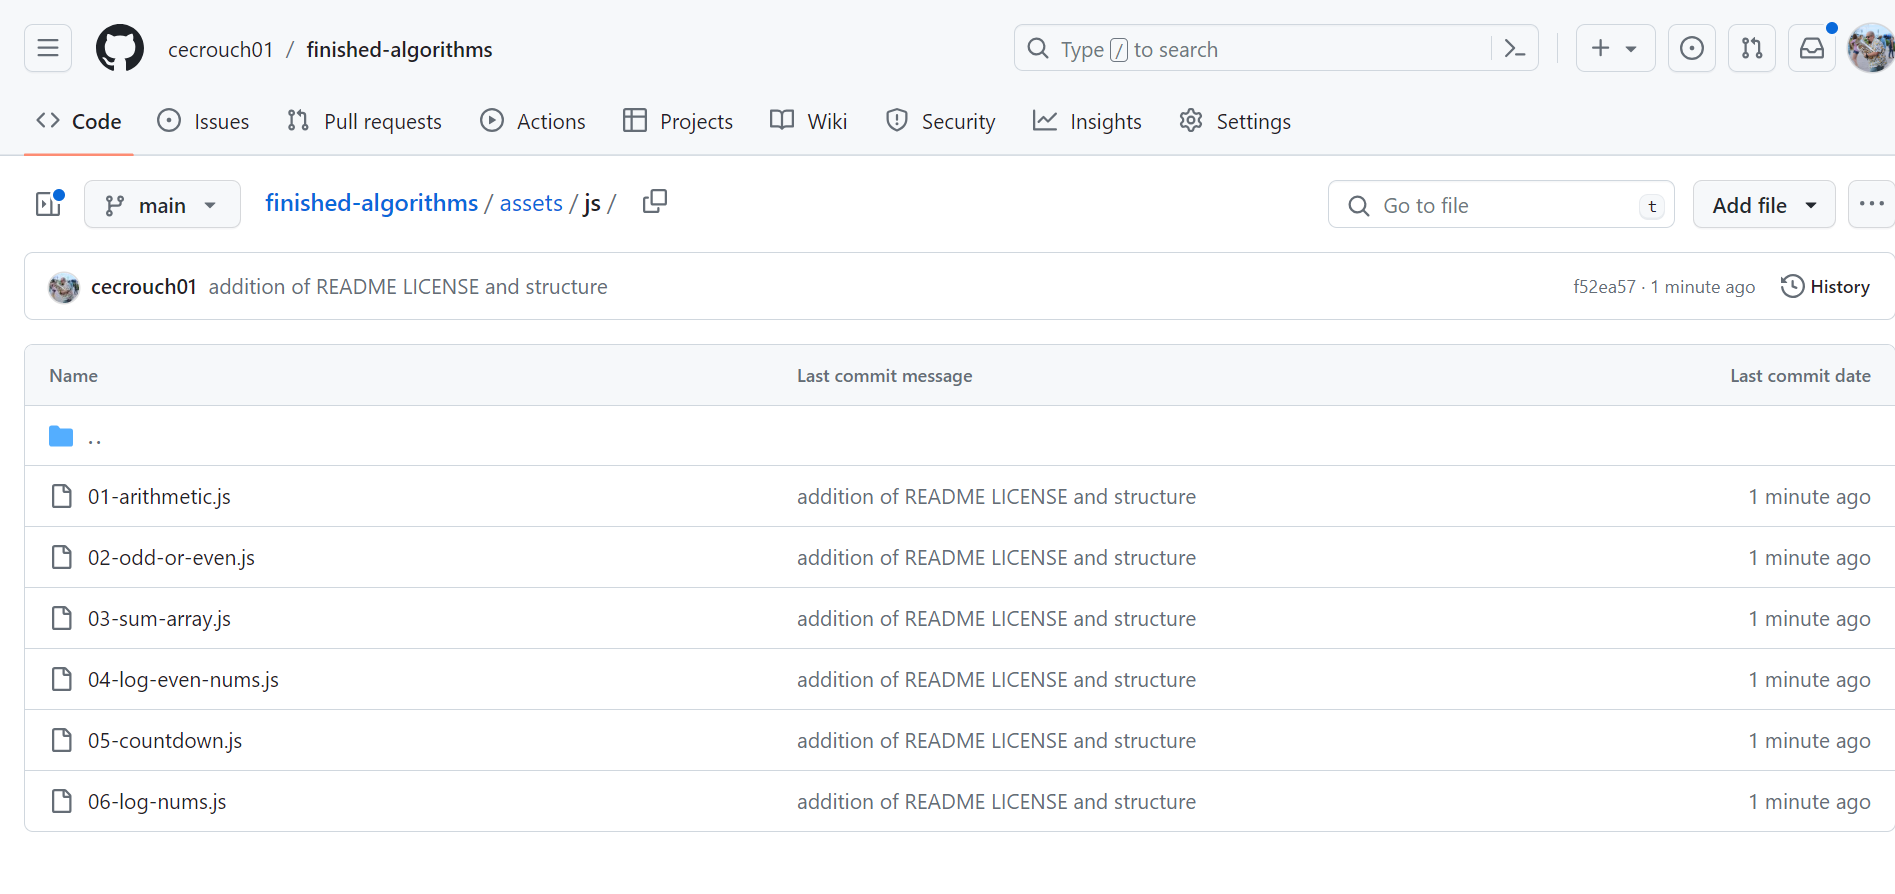 cecrouch01 / finished-algorithms
Type / to search
Code Issues Pull requests Actions Projects Wiki Security Insights Settings
main
finished-algorithms / assets / js /
Go to file t
Add file
cecrouch01 addition of README LICENSE and structure f52ea57 · 1 minute ago History
Name Last commit message Last commit date
..
01-arithmetic.js addition of README LICENSE and structure 1 minute ago
02-odd-or-even.js addition of README LICENSE and structure 1 minute ago
03-sum-array.js addition of README LICENSE and structure 1 minute ago
04-log-even-nums.js addition of README LICENSE and structure 1 minute ago
05-countdown.js addition of README LICENSE and structure 1 minute ago
06-log-nums.js addition of README LICENSE and structure 1 minute ago